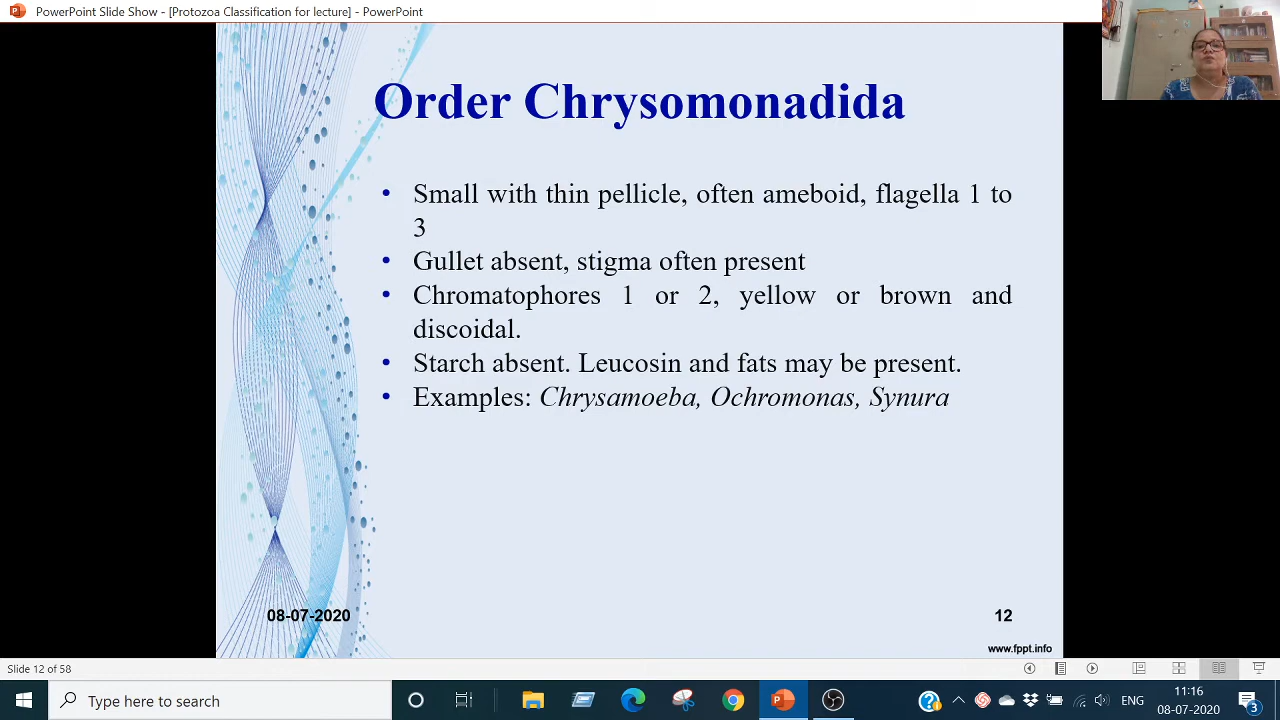 PowerPoint Slide Show - [Protozoa Classification for lecture] - PowerPoint
Order Chrysomonadida
• Small with thin pellicle, often ameboid, flagella 1 to
3
• Gullet absent, stigma often present
• Chromatophores 1 or 2, yellow or brown and
discoidal.
• Starch absent. Leucosin and fats may be present.
• Examples: Chrysamoeba, Ochromonas, Synura
08-07-2020
12
www.fppt.info
Slide 12 of 58
Type here to search
ENG
11:16
08-07-2020
3